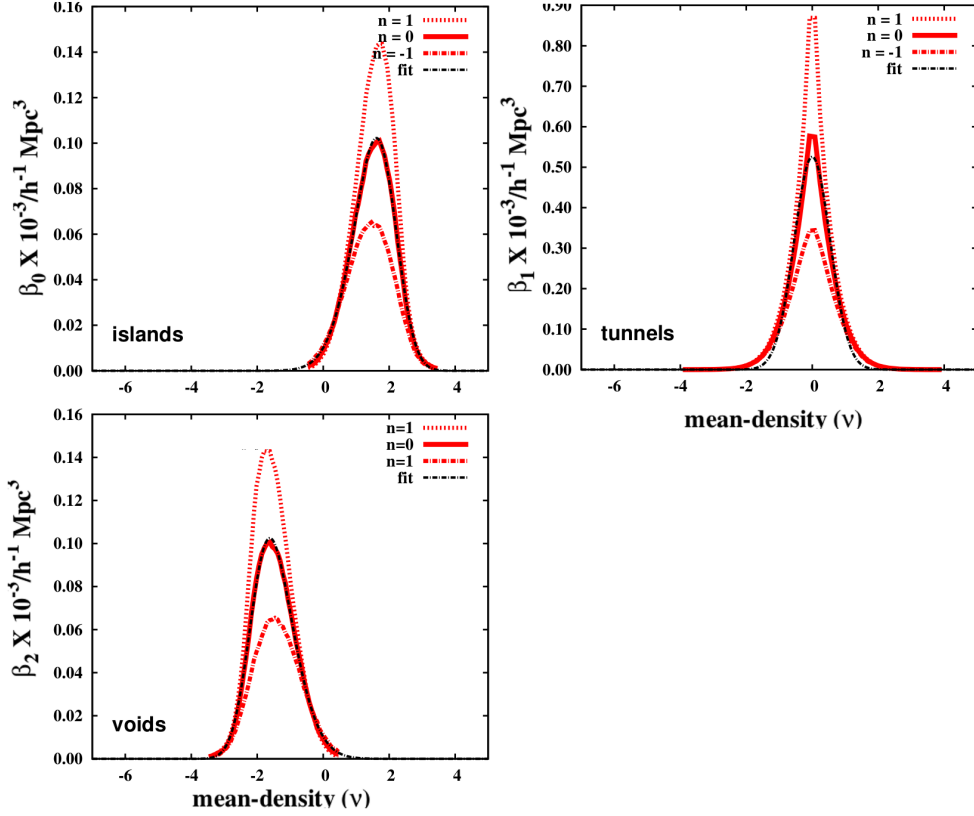 0.16
0.14
0.12
0.10
0.08
0.06
0.04
0.02
0.00
β0 X 10-3/h-1 Mpc3
n = 1
n = 0
n = -1
fit
islands
-6 -4 -2 0 2 4
0.90
0.80
0.70
0.60
0.50
0.40
0.30
0.20
0.10
0.00
β1 X 10-3/h-1 Mpc3
n = 1
n = 0
n = -1
fit
tunnels
-6 -4 -2 0 2 4
mean-density (ν)
0.16
0.14
0.12
0.10
0.08
0.06
0.04
0.02
0.00
β2 X 10-3/h-1 Mpc3
n=1
n=0
n=1
fit
voids
-6 -4 -2 0 2 4
mean-density (ν)